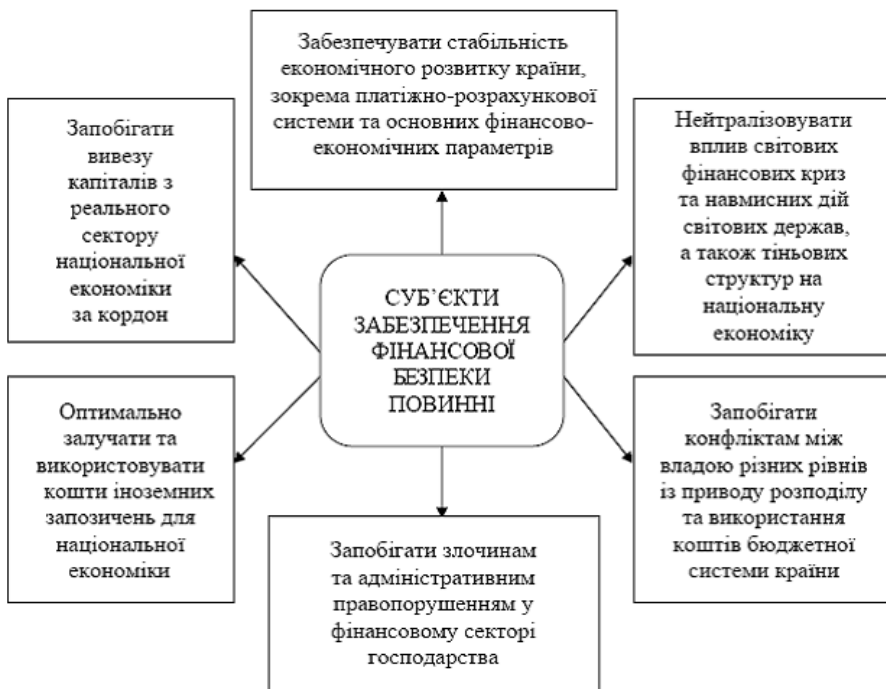 Забезпечувати стабільність
економічного розвитку країни,
зокрема платіжно-розрахункової
системи та основних фінансово-
економічних параметрів
Запобігати
вивезу
капіталів з
реального
сектору
національної
економіки
за кордон
Нейтралізовувати
вплив світових
фінансових криз
та навмисних дій
світових держав,
а також тіньових
структур на
національну
економіку
СУБ’ЄКТИ
ЗАБЕЗПЕЧЕННЯ
ФІНАНСОВОЇ
БЕЗПЕКИ
ПОВИННІ
Оптимально
залучати та
використовувати
кошти іноземних
запозичень для
національної
економіки
Запобігати
конфліктам між
владою різних рівнів
із приводу розподілу
та використання
коштів бюджетної
системи країни
Запобігати злочинам
та адміністративним
правопорушенням у
фінансовому секторі
господарства